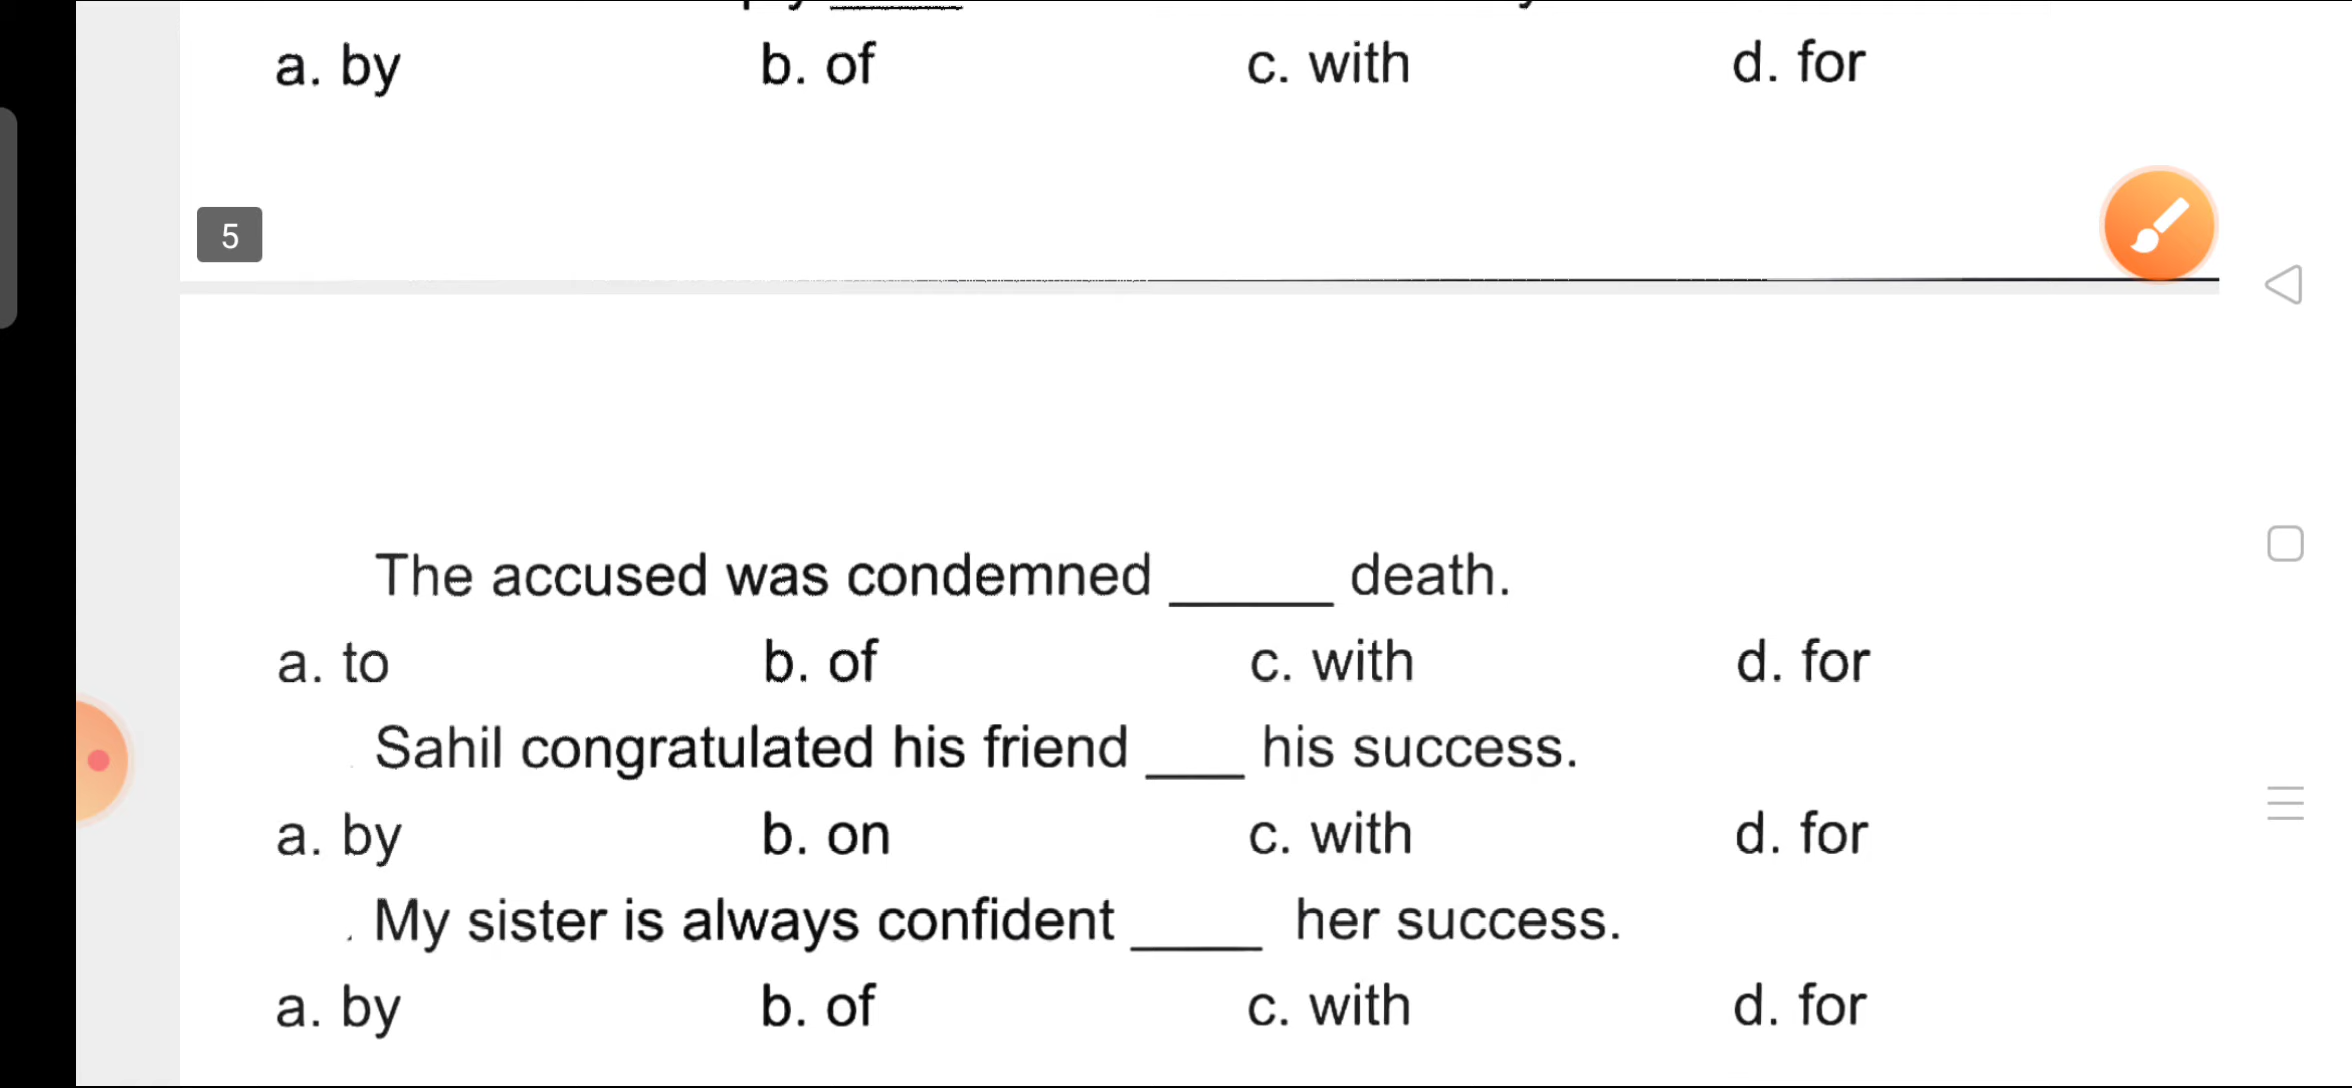 a. by b. of c. with d. for
5
The accused was condemned ______ death.
a. to b. of c. with d. for
Sahil congratulated his friend ____ his success.
a. by b. on c. with d. for
. My sister is always confident _____ her success.
a. by b. of c. with d. for